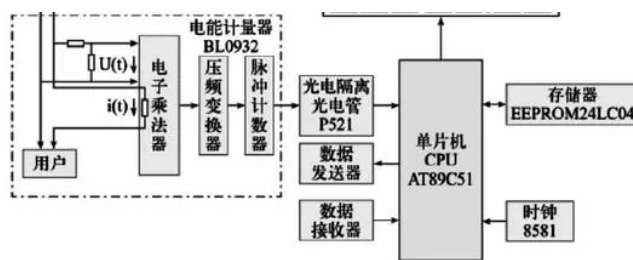 电能计量器
BL0932
U(t)
i(t)
用户
电子乘法器
压频变换器
脉冲计数器
光电隔离
光电管
P521
数据
发送器
数据
接收器
单片机
CPU
AT89C51
存储器
EEPROM24LC04
时钟
8581